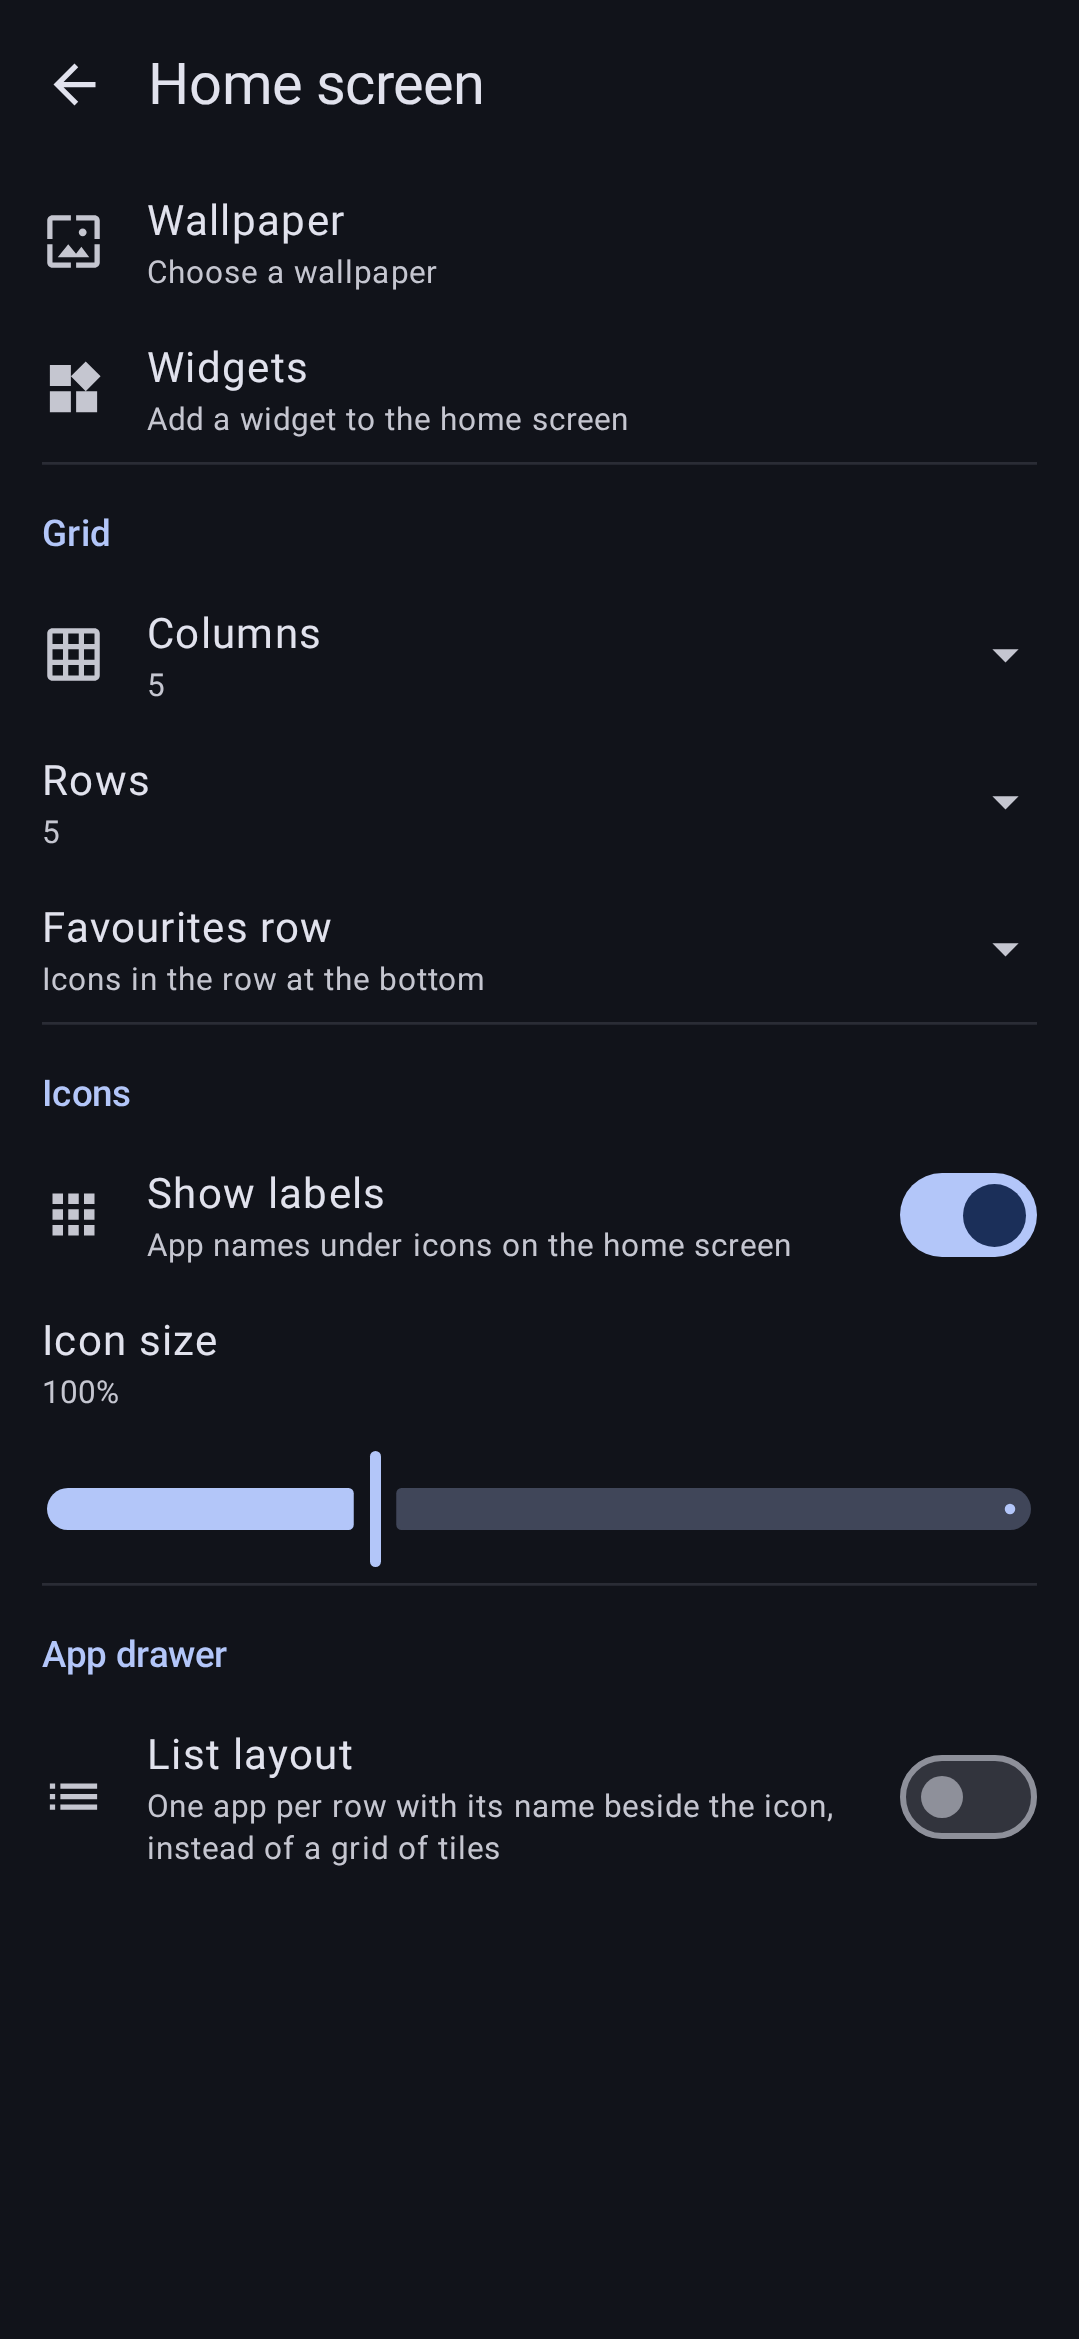 Home screen
Wallpaper
Choose a wallpaper
Widgets
Add a widget to the home screen
Grid
Columns
5
Rows
5
Favourites row
Icons in the row at the bottom
Icons
Show labels
App names under icons on the home screen
Icon size
100%
App drawer
List layout
One app per row with its name beside the icon,
instead of a grid of tiles